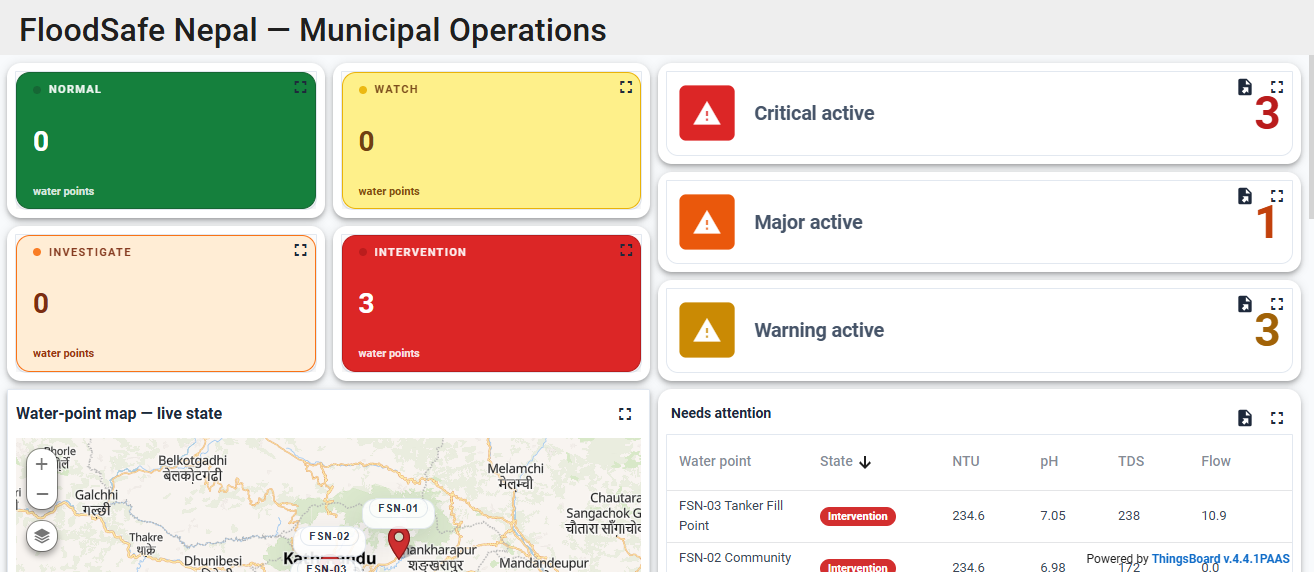 FloodSafe Nepal — Municipal Operations
NORMAL
0
water points
WATCH
0
water points
INVESTIGATE
0
water points
INTERVENTION
3
water points
Critical active
3
Major active
1
Warning active
3
Water-point map — live state
Belkotgadhi
बेलकोटगढी
Melamchi
मेलम्ची
Galchhi
गल्छी
Chautara
Sangachok G
चौतारा साँगाचोक
Thakre
थाक्रे
Dhunibesi
FSN-01
FSN-02
FSN-03
शङ्खरापुर
Mandandeupur
Needs attention
Water point State NTU pH TDS Flow
FSN-03 Tanker Fill
Point
Intervention 234.6 7.05 238 10.9
FSN-02 Community
Intervention 234.6 6.98 172 0.0
Powered by ThingsBoard v.4.4.1PAAS